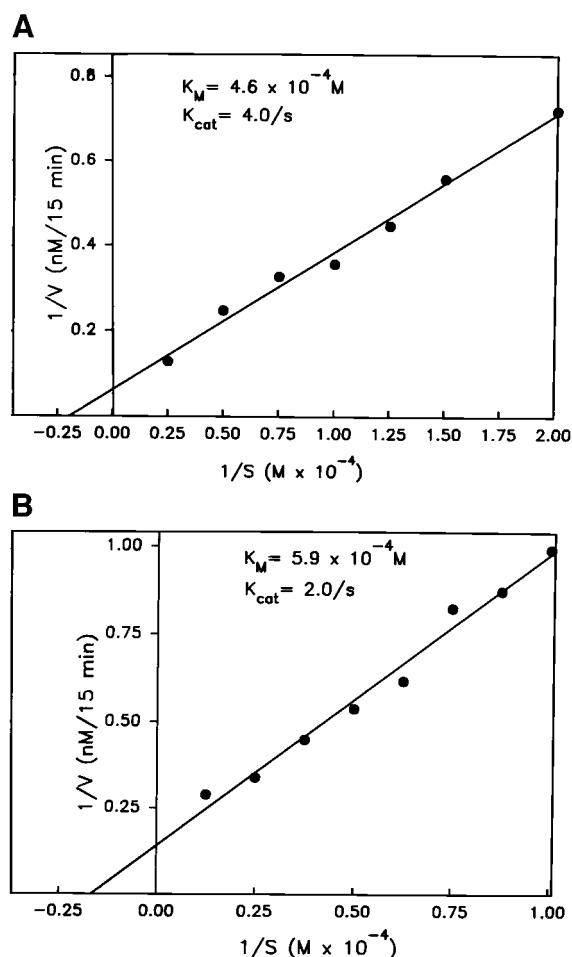 A
0.8
K_M= 4.6 × 10^-4 M
K_cat= 4.0/s
0.6
1/V (nM/15 min)
0.4
0.2
-0.25 0.00 0.25 0.50 0.75 1.00 1.25 1.50 1.75 2.00
1/S (M × 10^-4)
B
1.00
K_M= 5.9 × 10^-4 M
K_cat= 2.0/s
0.75
1/V (nM/15 min)
0.50
0.25
-0.25 0.00 0.25 0.50 0.75 1.00
1/S (M × 10^-4)